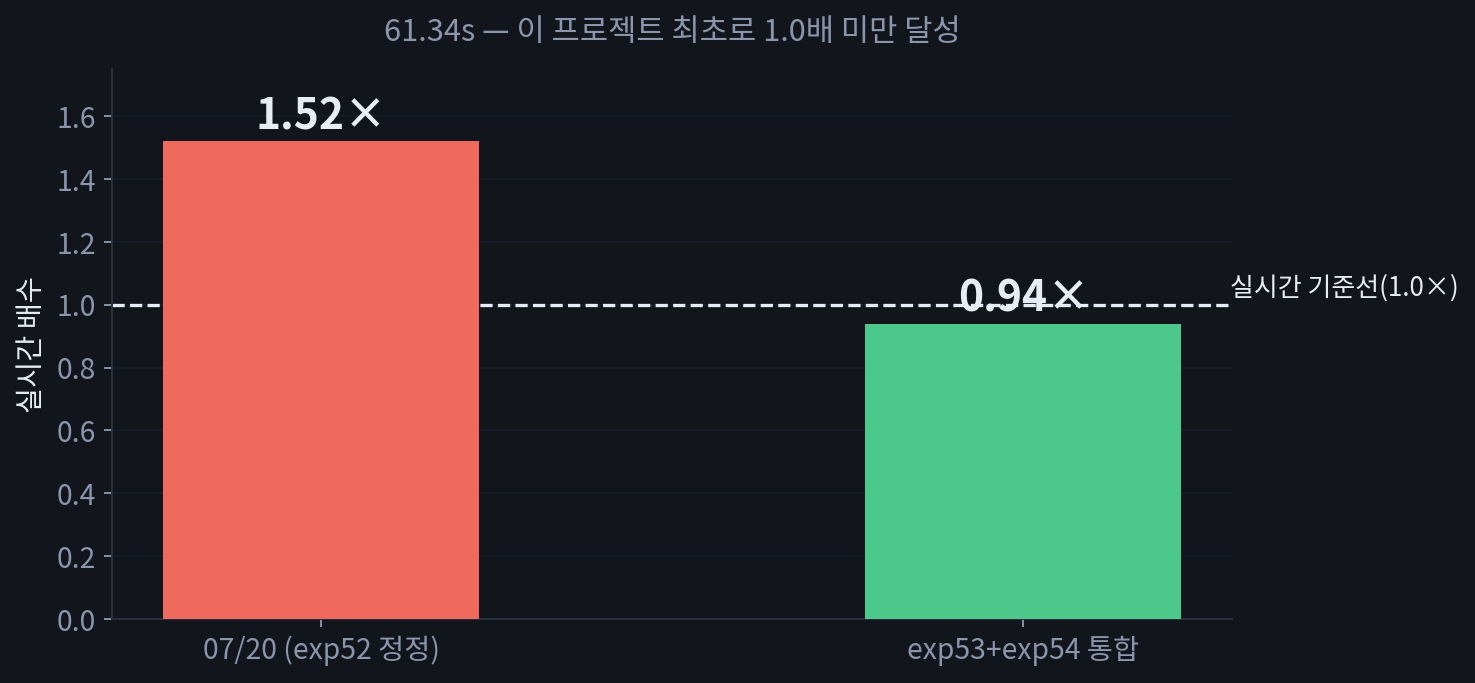 61.34s — 이 프로젝트 최초로 1.0배 미만 달성
1.52×
0.94×
실시간 기준선(1.0×)
실시간 배수
1.6
1.4
1.2
1.0
0.8
0.6
0.4
0.2
0.0
07/20 (exp52 정정)
exp53+exp54 통합